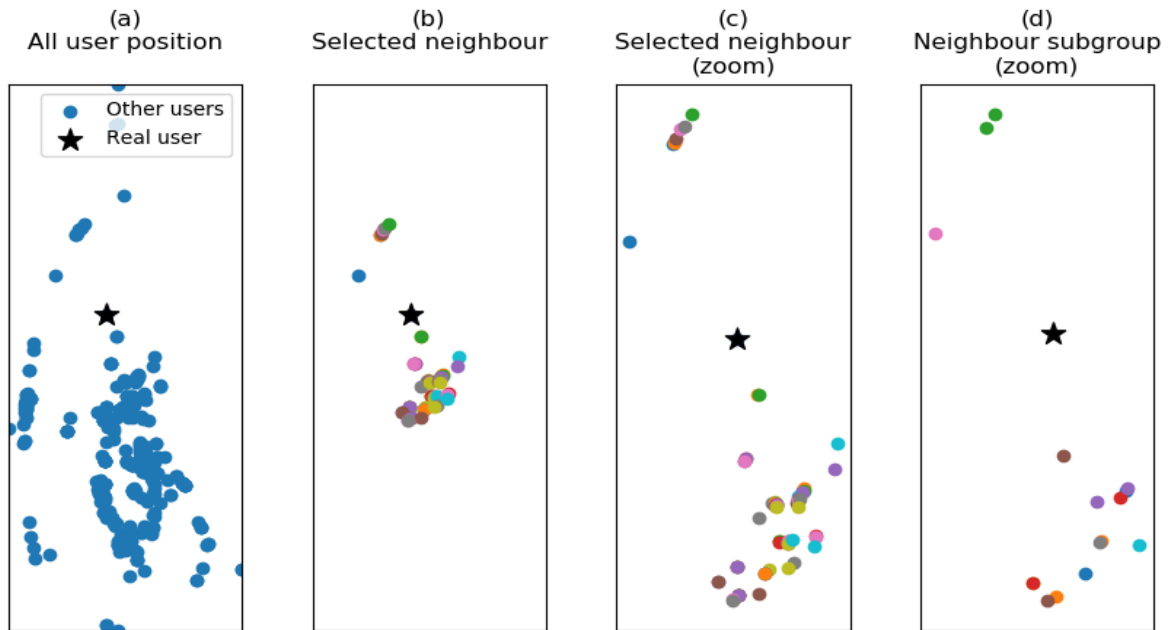 (a)
All user position
(b)
Selected neighbour
(c)
Selected neighbour
(zoom)
(d)
Neighbour subgroup
(zoom)
Other users
Real user